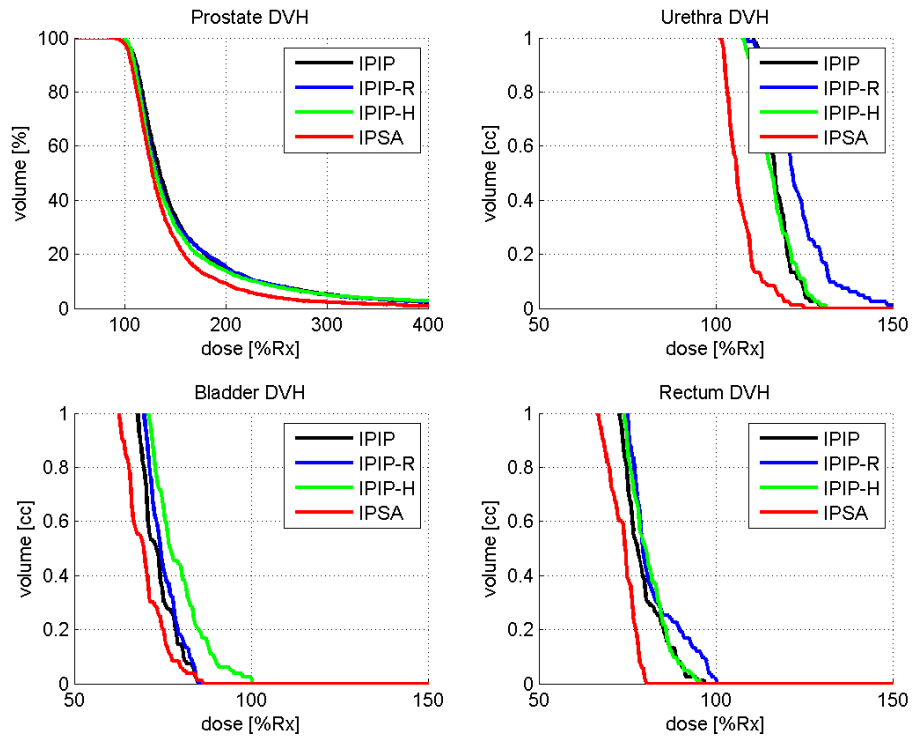 Prostate DVH
100
80
60
40
20
0
volume [%]
100
200
300
400
dose [%Rx]
IPIP
IPIP-R
IPIP-H
IPSA
Urethra DVH
1
0.8
0.6
0.4
0.2
0
volume [cc]
50
100
150
dose [%Rx]
IPIP
IPIP-R
IPIP-H
IPSA
Bladder DVH
1
0.8
0.6
0.4
0.2
0
volume [cc]
50
100
150
dose [%Rx]
IPIP
IPIP-R
IPIP-H
IPSA
Rectum DVH
1
0.8
0.6
0.4
0.2
0
volume [cc]
50
100
150
dose [%Rx]
IPIP
IPIP-R
IPIP-H
IPSA